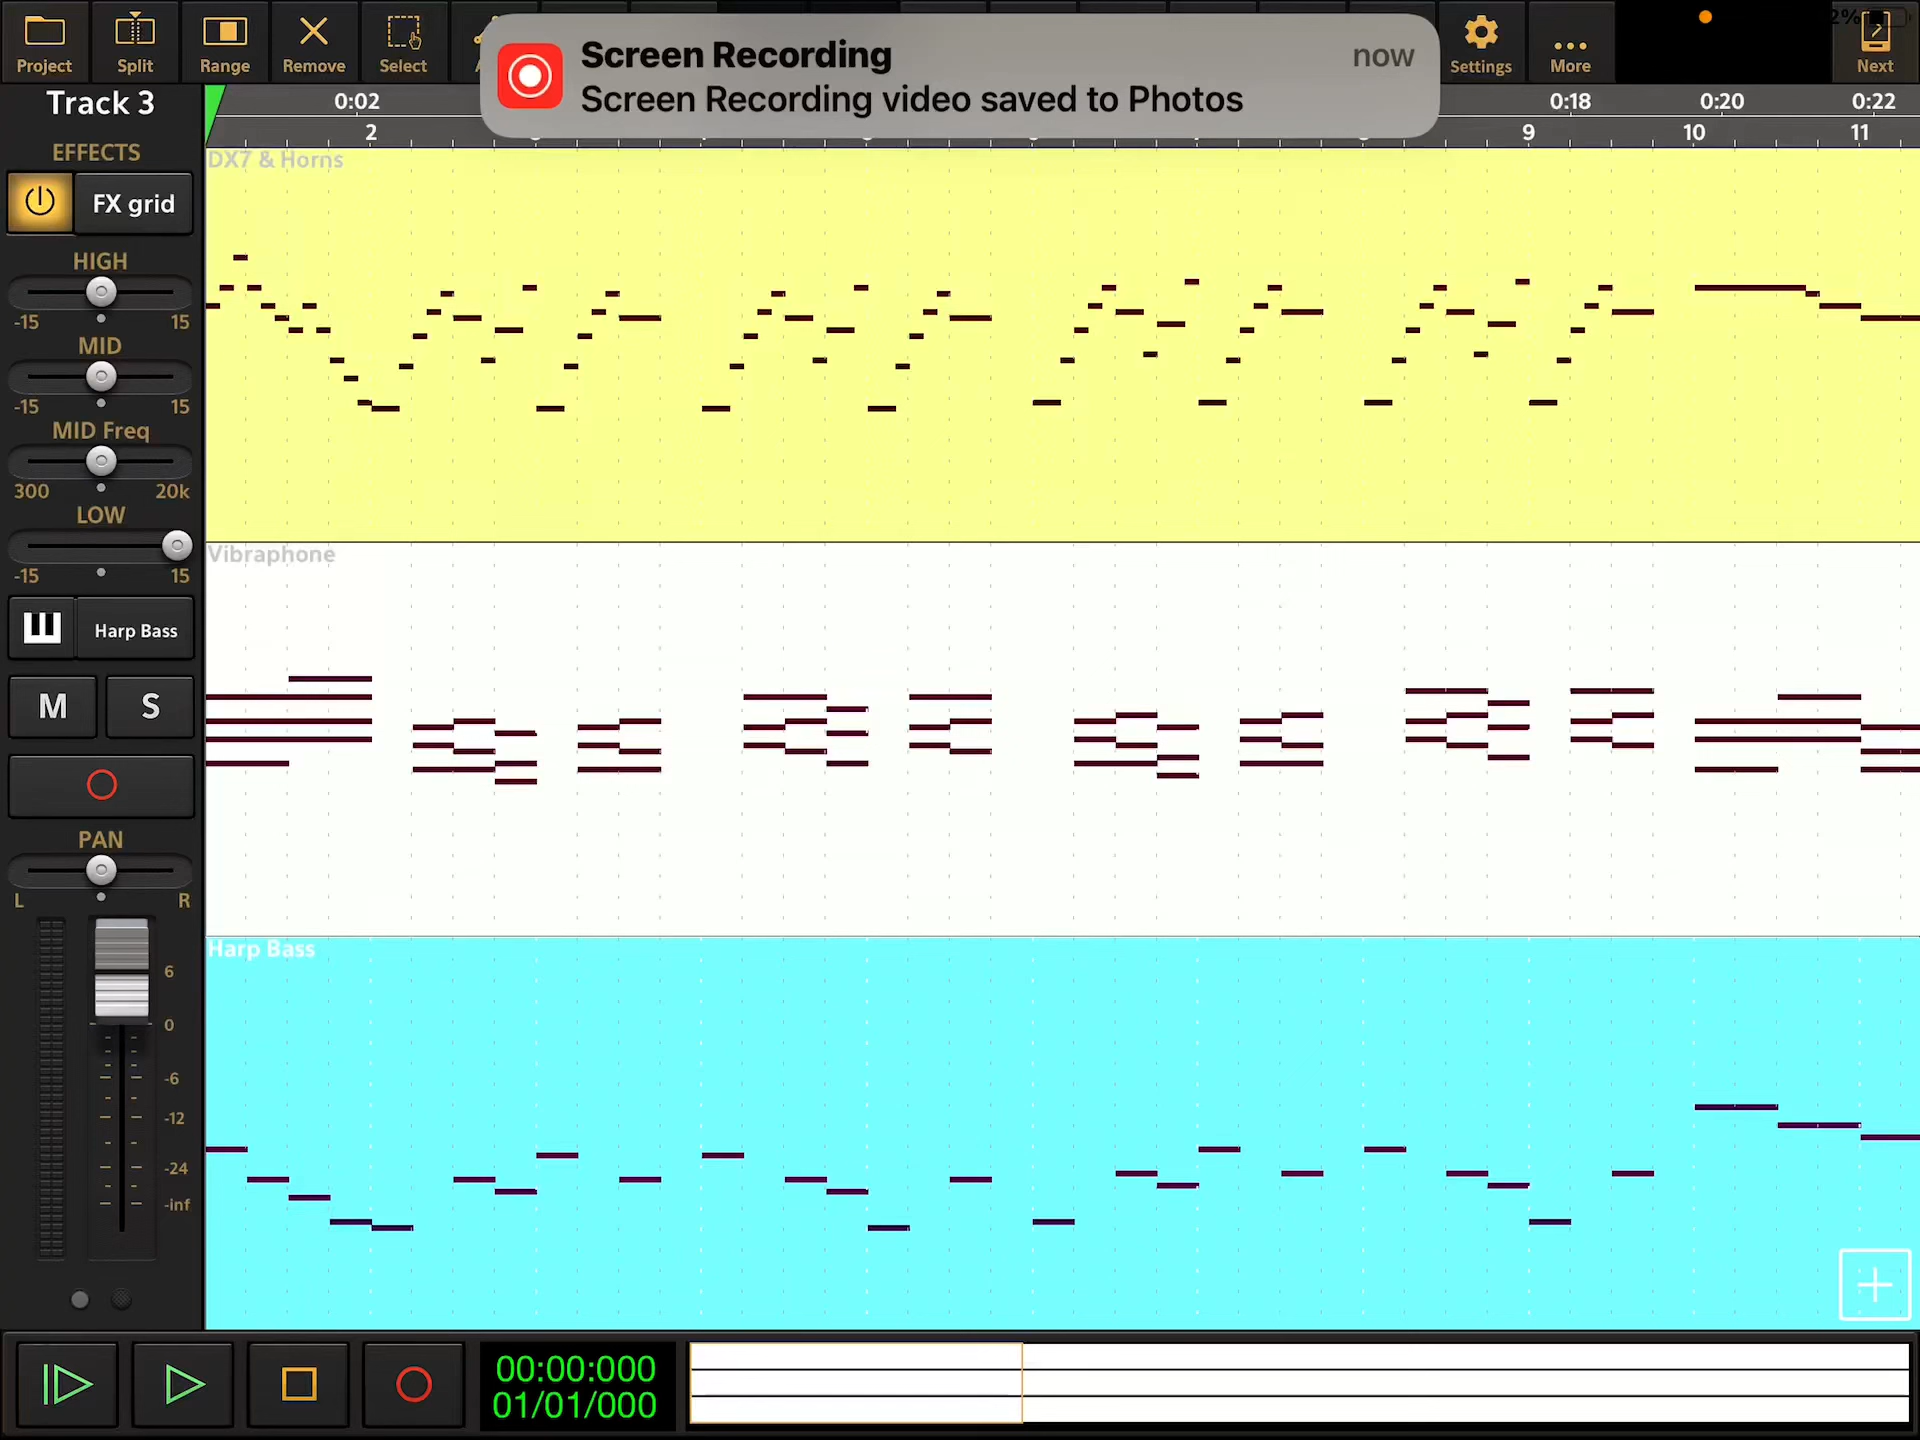 Project Split Range Remove Select Settings More Next
Screen Recording now
Screen Recording video saved to Photos
2%
Track 3
0:02 0:18 0:20 0:22
2 9 10 11
EFFECTS
FX grid
HIGH
-15 15
MID
-15 15
MID Freq
300 20k
LOW
-15 15
Harp Bass
M S
PAN
L R
6
0
-6
-12
-24
-inf
DX7 & Horns
Vibraphone
Harp Bass
00:00:000
01/01/000